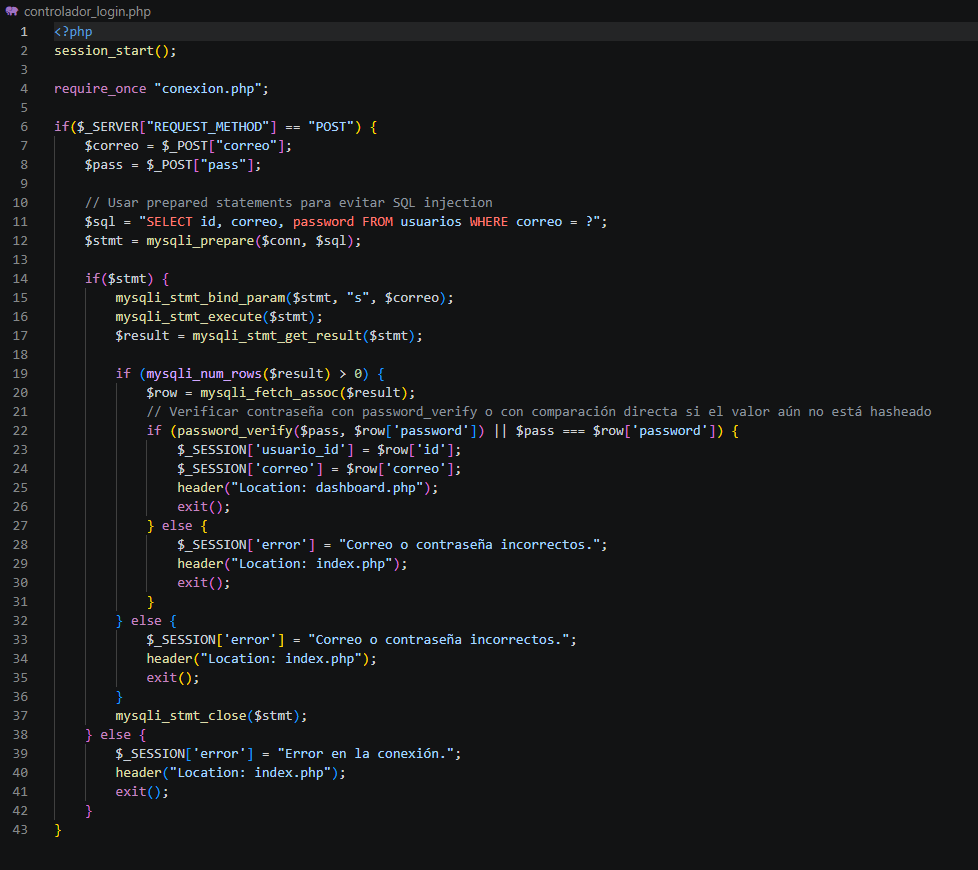 controlador_login.php
1 <?php
2 session_start();
3
4 require_once "conexion.php";
5
6 if($_SERVER["REQUEST_METHOD"] == "POST") {
7     $correo = $_POST["correo"];
8     $pass = $_POST["pass"];
9
10     // Usar prepared statements para evitar SQL injection
11     $sql = "SELECT id, correo, password FROM usuarios WHERE correo = ?";
12     $stmt = mysqli_prepare($conn, $sql);
13
14     if($stmt) {
15         mysqli_stmt_bind_param($stmt, "s", $correo);
16         mysqli_stmt_execute($stmt);
17         $result = mysqli_stmt_get_result($stmt);
18
19         if (mysqli_num_rows($result) > 0) {
20             $row = mysqli_fetch_assoc($result);
21             // Verificar contraseña con password_verify o con comparación directa si el valor aún no está hasheado
22             if (password_verify($pass, $row['password']) || $pass === $row['password']) {
23                 $_SESSION['usuario_id'] = $row['id'];
24                 $_SESSION['correo'] = $row['correo'];
25                 header("Location: dashboard.php");
26                 exit();
27             } else {
28                 $_SESSION['error'] = "Correo o contraseña incorrectos.";
29                 header("Location: index.php");
30                 exit();
31             }
32         } else {
33             $_SESSION['error'] = "Correo o contraseña incorrectos.";
34             header("Location: index.php");
35             exit();
36         }
37         mysqli_stmt_close($stmt);
38     } else {
39         $_SESSION['error'] = "Error en la conexión.";
40         header("Location: index.php");
41         exit();
42     }
43 }